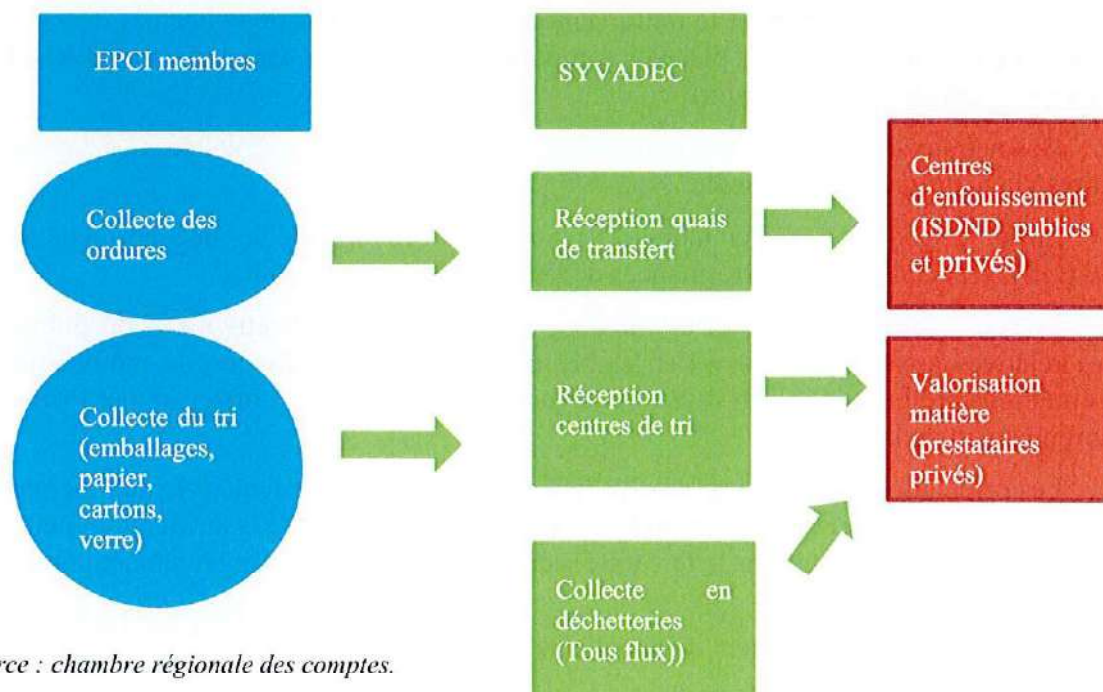 EPCI membres
SYVADEC
Collecte des
ordures
Réception quais
de transfert
Centres
d'enfouissement
(ISDND publics
et privés)
Collecte du tri
(emballages,
papier,
cartons,
verre)
Réception
centres de tri
Valorisation
matière
(prestataires
privés)
Collecte en
déchetteries
(Tous flux))
rce : chambre régionale des comptes.